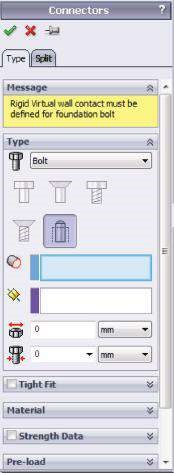 Connectors ?
Type Split
Message
Rigid Virtual wall contact must be
defined for foundation bolt
Type
Bolt
0 mm
0 mm
Tight Fit
Material
Strength Data
Pre-load